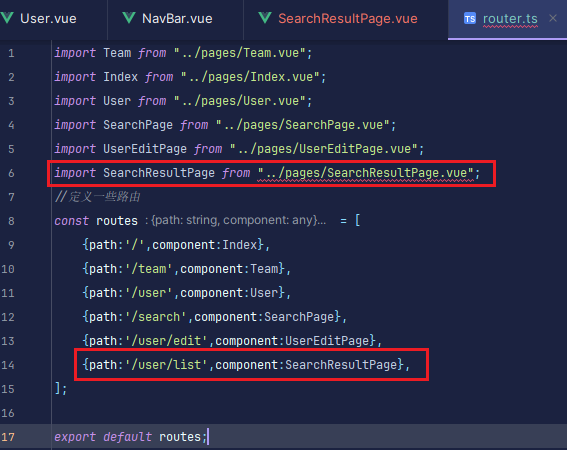 User.vue NavBar.vue SearchResultPage.vue TS router.ts ×
1 import Team from "../pages/Team.vue";
2 import Index from "../pages/Index.vue";
3 import User from "../pages/User.vue";
4 import SearchPage from "../pages/SearchPage.vue";
5 import UserEditPage from "../pages/UserEditPage.vue";
6 import SearchResultPage from "../pages/SearchResultPage.vue";
7 //定义一些路由
8 const routes :{path: string, component: any}... = [
9 {path:'/',component:Index},
10 {path:'/team',component:Team},
11 {path:'/user',component:User},
12 {path:'/search',component:SearchPage},
13 {path:'/user/edit',component:UserEditPage},
14 {path:'/user/list',component:SearchResultPage},
15 ];
16
17 export default routes;